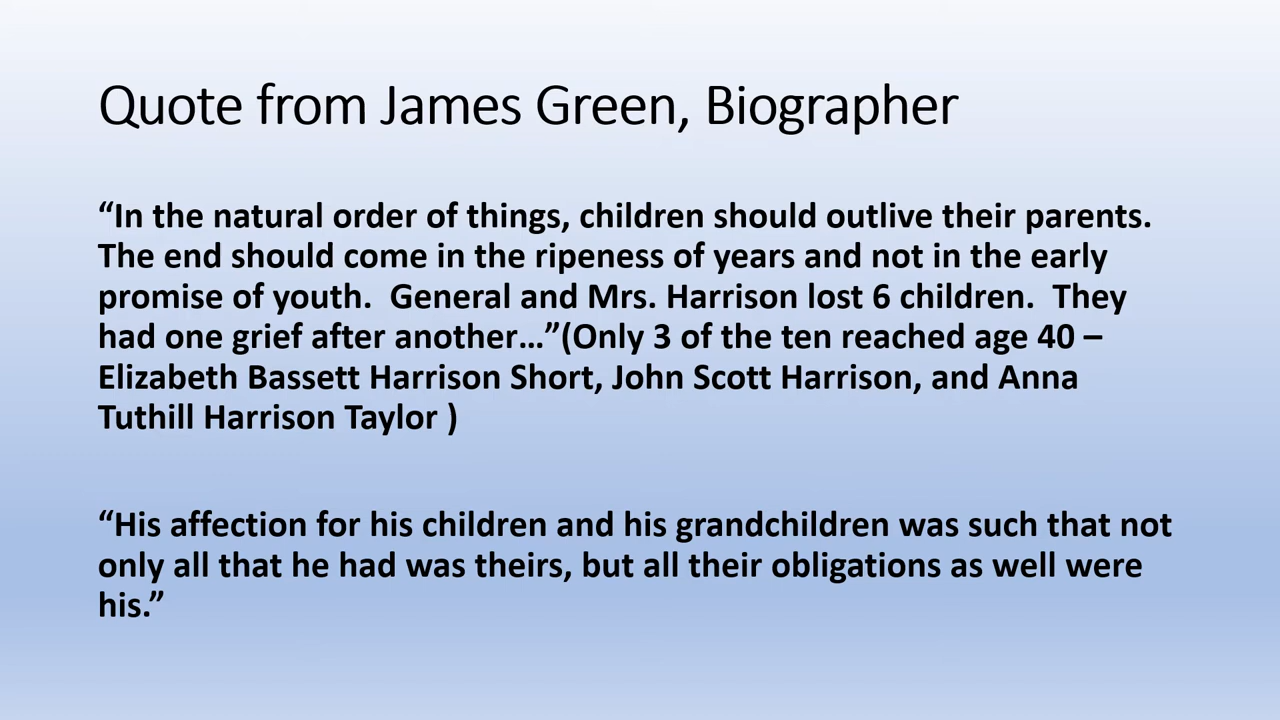 Quote from James Green, Biographer
“In the natural order of things, children should outlive their parents.
The end should come in the ripeness of years and not in the early
promise of youth.  General and Mrs. Harrison lost 6 children.  They
had one grief after another…”(Only 3 of the ten reached age 40 –
Elizabeth Bassett Harrison Short, John Scott Harrison, and Anna
Tuthill Harrison Taylor )
“His affection for his children and his grandchildren was such that not
only all that he had was theirs, but all their obligations as well were
his.”